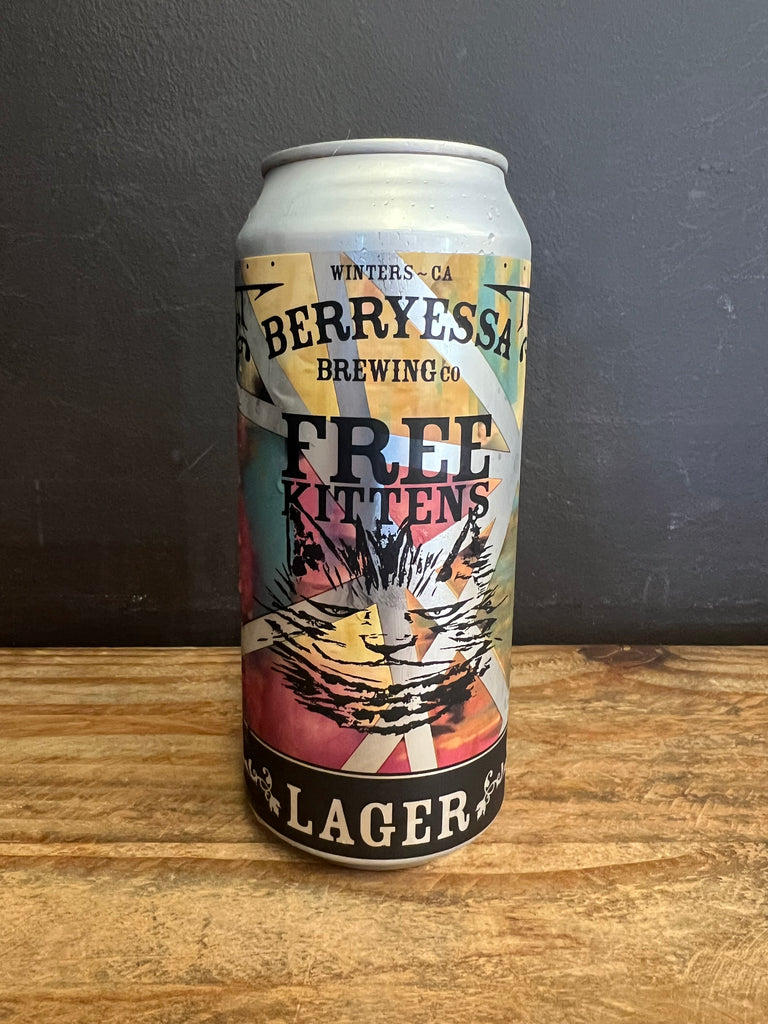 WINTERS~CA
BERRYESSA
BREWING CO
FREE
KITTENS
LAGER